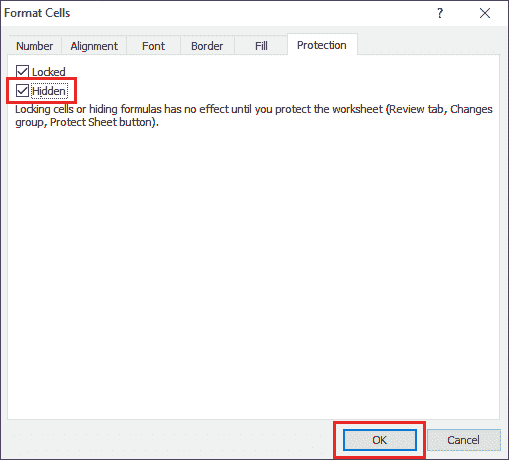 Format Cells
?
Number Alignment Font Border Fill Protection
Locked
Hidden
Locking cells or hiding formulas has no effect until you protect the worksheet (Review tab, Changes
group, Protect Sheet button).
OK Cancel